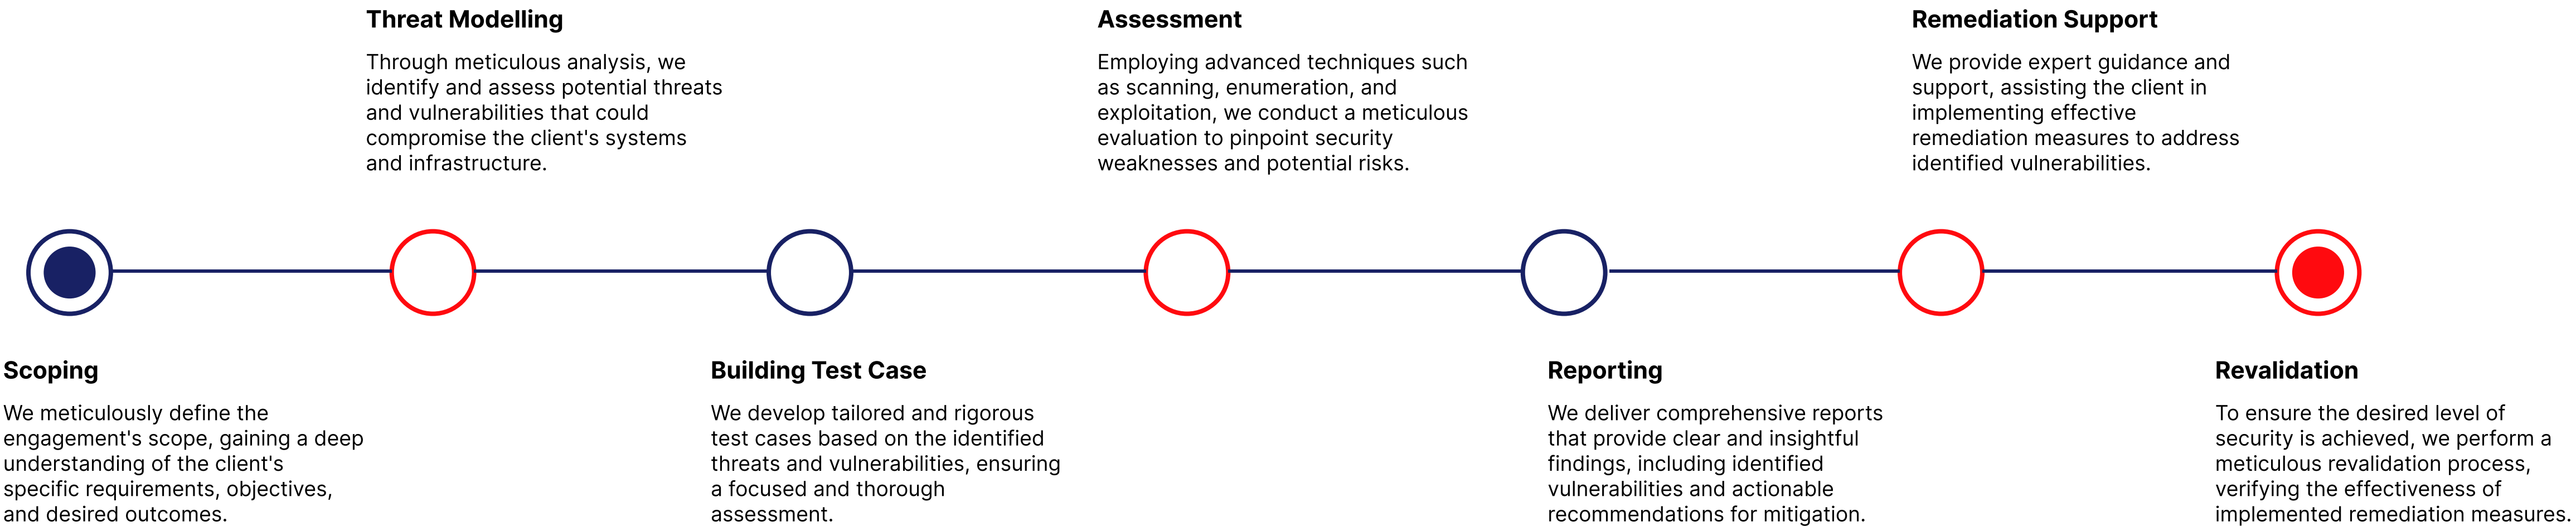 Threat Modelling
Through meticulous analysis, we
identify and assess potential threats
and vulnerabilities that could
compromise the client's systems
and infrastructure.
Assessment
Employing advanced techniques such
as scanning, enumeration, and
exploitation, we conduct a meticulous
evaluation to pinpoint security
weaknesses and potential risks.
Remediation Support
We provide expert guidance and
support, assisting the client in
implementing effective
remediation measures to address
identified vulnerabilities.
Scoping
We meticulously define the
engagement's scope, gaining a deep
understanding of the client's
specific requirements, objectives,
and desired outcomes.
Building Test Case
We develop tailored and rigorous
test cases based on the identified
threats and vulnerabilities, ensuring
a focused and thorough
assessment.
Reporting
We deliver comprehensive reports
that provide clear and insightful
findings, including identified
vulnerabilities and actionable
recommendations for mitigation.
Revalidation
To ensure the desired level of
security is achieved, we perform a
meticulous revalidation process,
verifying the effectiveness of
implemented remediation measures.